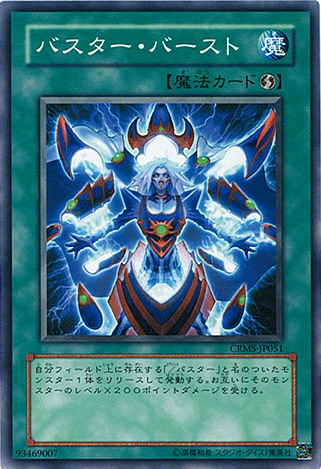 バスター・バースト
魔
【魔法カード】
CRMS-JP051
自分フィールド上に存在する「/バスター」と名のついたモ
ンスター1体をリリースして発動する。お互いにそのモン
スターのレベル×200ポイントダメージを受ける。
93469007
©高橋和希 スタジオ・ダイス/集英社